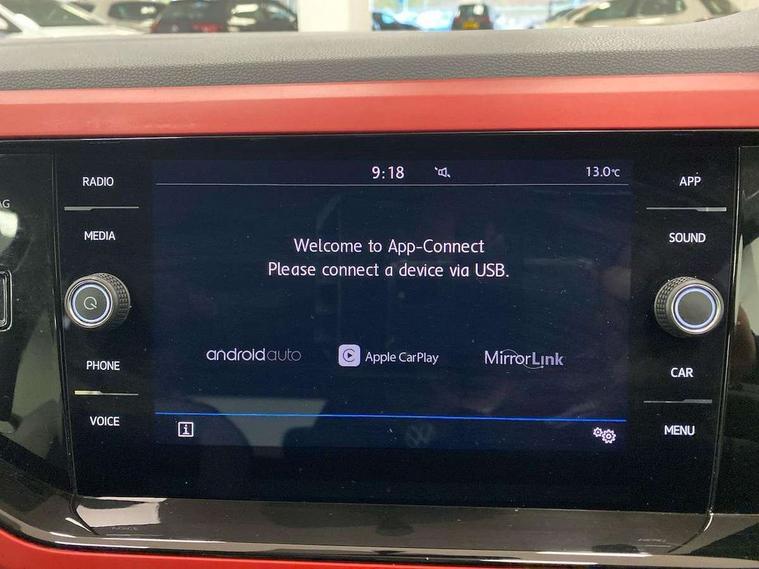 9:18
13.0°C
RADIO
MEDIA
PHONE
VOICE
Welcome to App-Connect
Please connect a device via USB.
androidauto
Apple CarPlay
MirrorLink
i
APP
SOUND
CAR
MENU